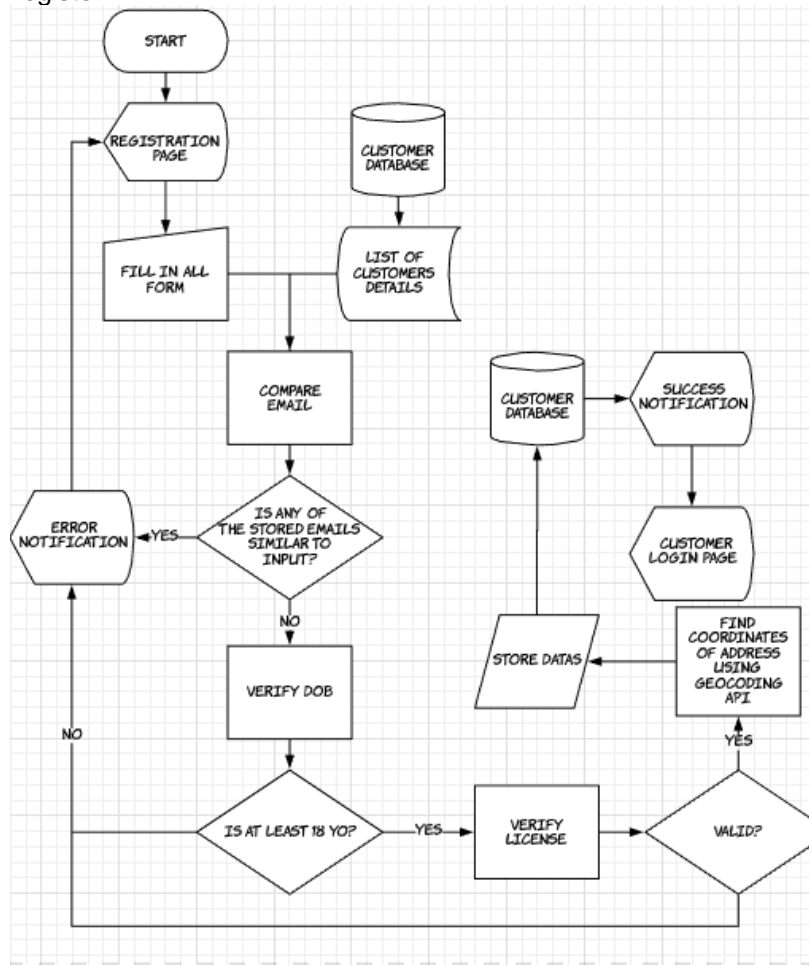 START
REGISTRATION
PAGE
CUSTOMER
DATABASE
FILL IN ALL
FORM
LIST OF
CUSTOMERS
DETAILS
COMPARE
EMAIL
CUSTOMER
DATABASE
SUCCESS
NOTIFICATION
IS ANY OF
THE STORED EMAILS
SIMILAR TO
INPUT?
YES
ERROR
NOTIFICATION
CUSTOMER
LOGIN PAGE
NO
FIND
COORDINATES
OF ADDRESS
USING
GEOCODING
API
STORE DATAS
VERIFY DOB
NO
YES
IS AT LEAST 18 YO?
YES
VERIFY
LICENSE
VALID?